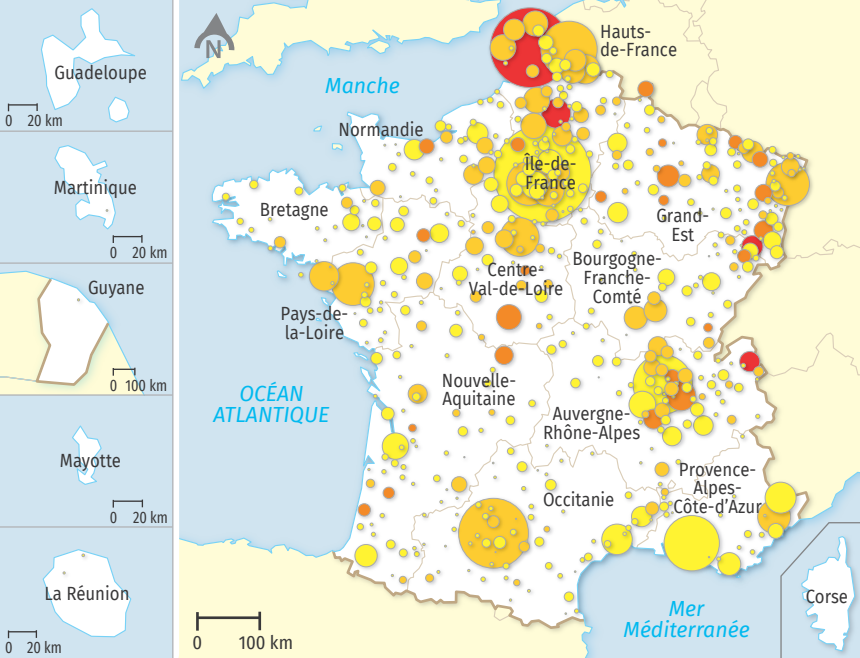 Guadeloupe
0 20 km
Martinique
0 20 km
Guyane
0 100 km
Mayotte
0 20 km
La Réunion
0 20 km
N
Manche
Hauts-
de-France
Normandie
Île-de-
France
Bretagne
Grand-
Est
Centre-
Val-de-Loire
Bourgogne-
Franche-
Comté
Pays-de-
la-Loire
OCÉAN
ATLANTIQUE
Nouvelle-
Aquitaine
Auvergne-
Rhône-Alpes
Occitanie
Provence-
Alpes-
Côte-d'Azur
Mer
Méditerranée
Corse
0 100 km